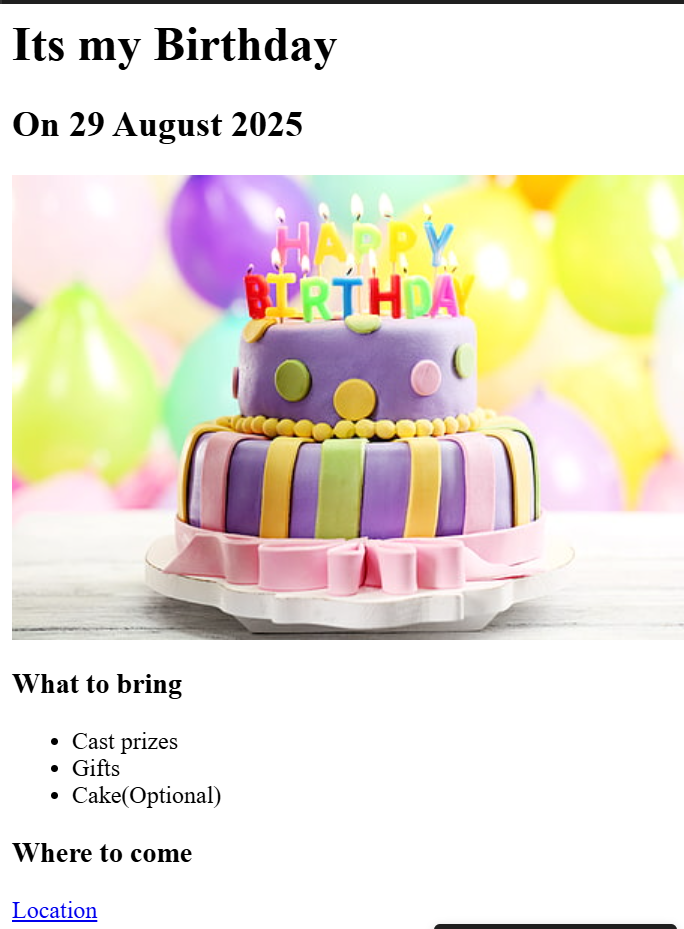 Its my Birthday
On 29 August 2025
HAPPY
BIRTHDAY
What to bring
Cast prizes
Gifts
Cake(Optional)
Where to come
Location